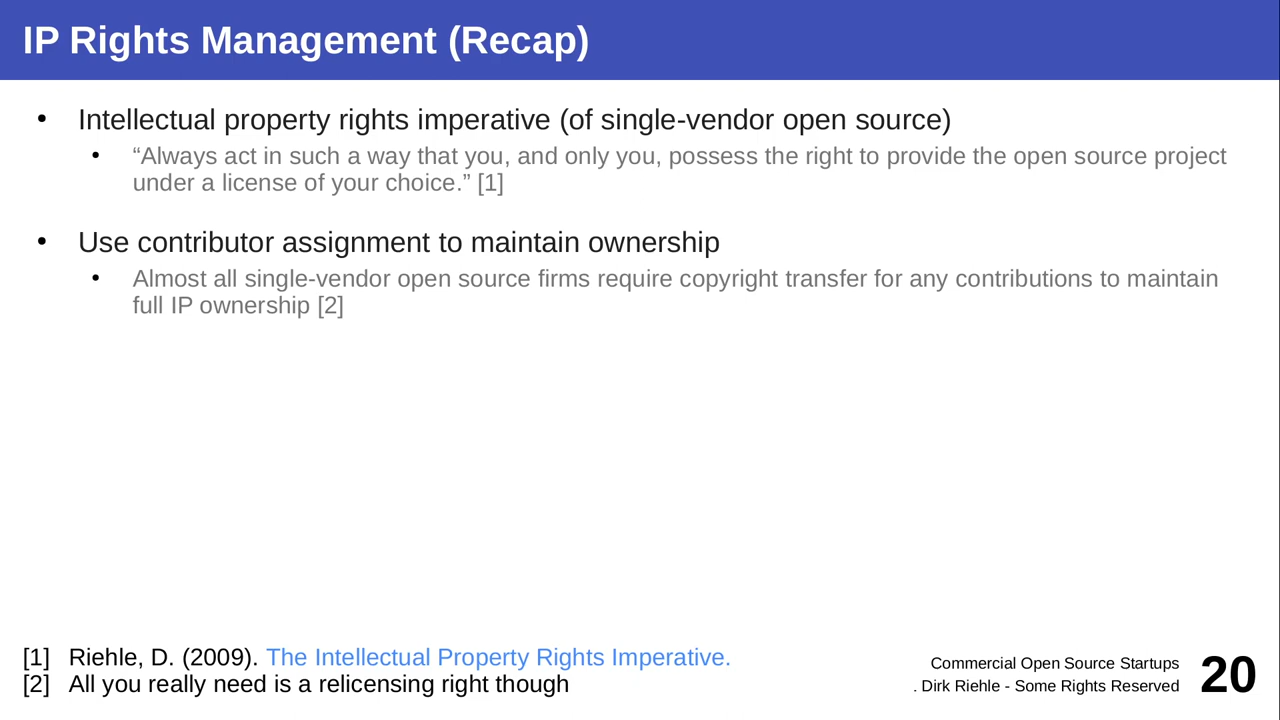 IP Rights Management (Recap)
• Intellectual property rights imperative (of single-vendor open source)
• “Always act in such a way that you, and only you, possess the right to provide the open source project
under a license of your choice.” [1]
• Use contributor assignment to maintain ownership
• Almost all single-vendor open source firms require copyright transfer for any contributions to maintain
full IP ownership [2]
[1] Riehle, D. (2009). The Intellectual Property Rights Imperative.
[2] All you really need is a relicensing right though
Commercial Open Source Startups
. Dirk Riehle - Some Rights Reserved
20